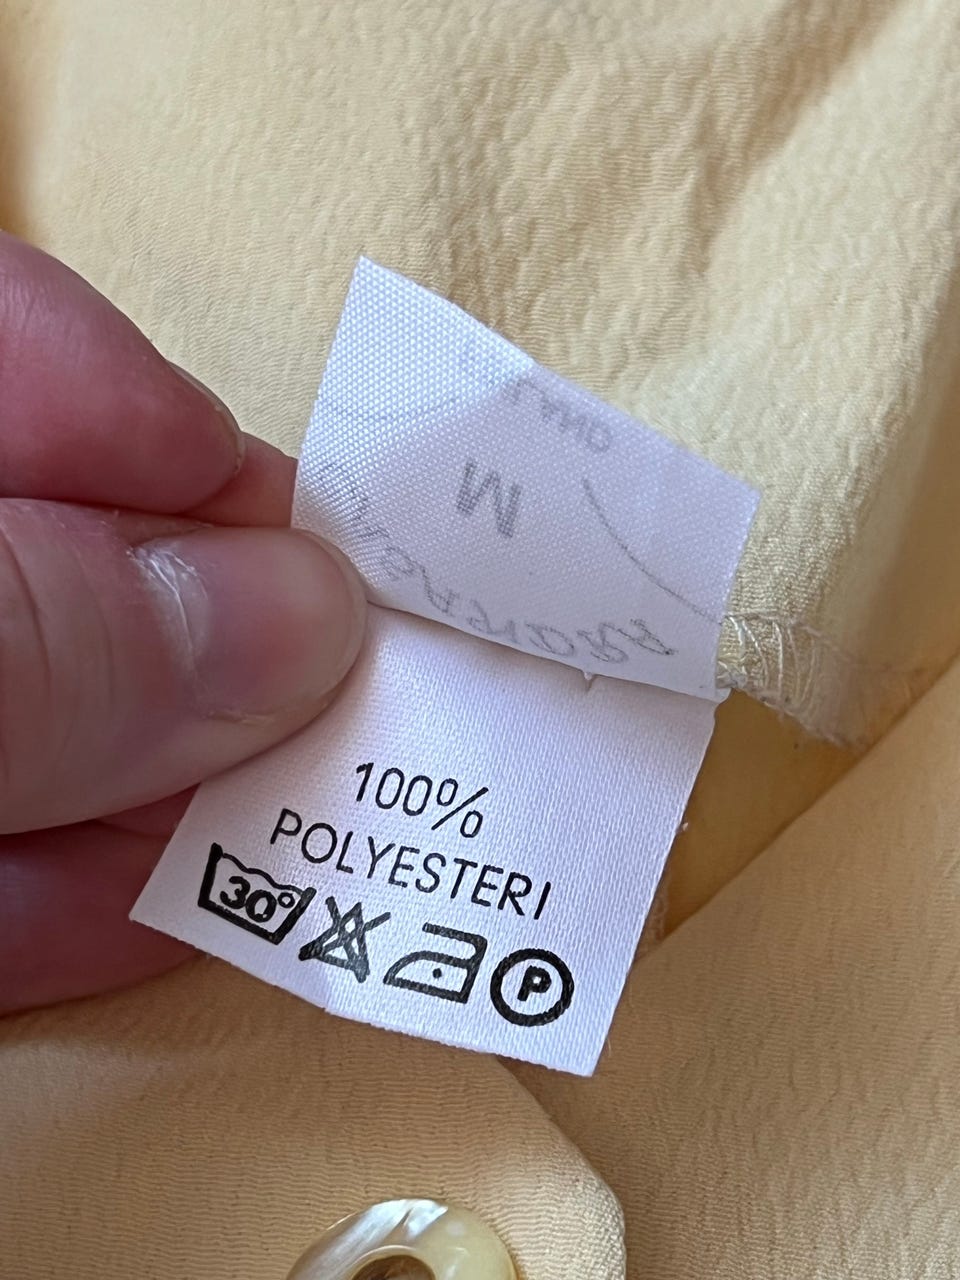 M
100%
POLYESTERI
30°
P